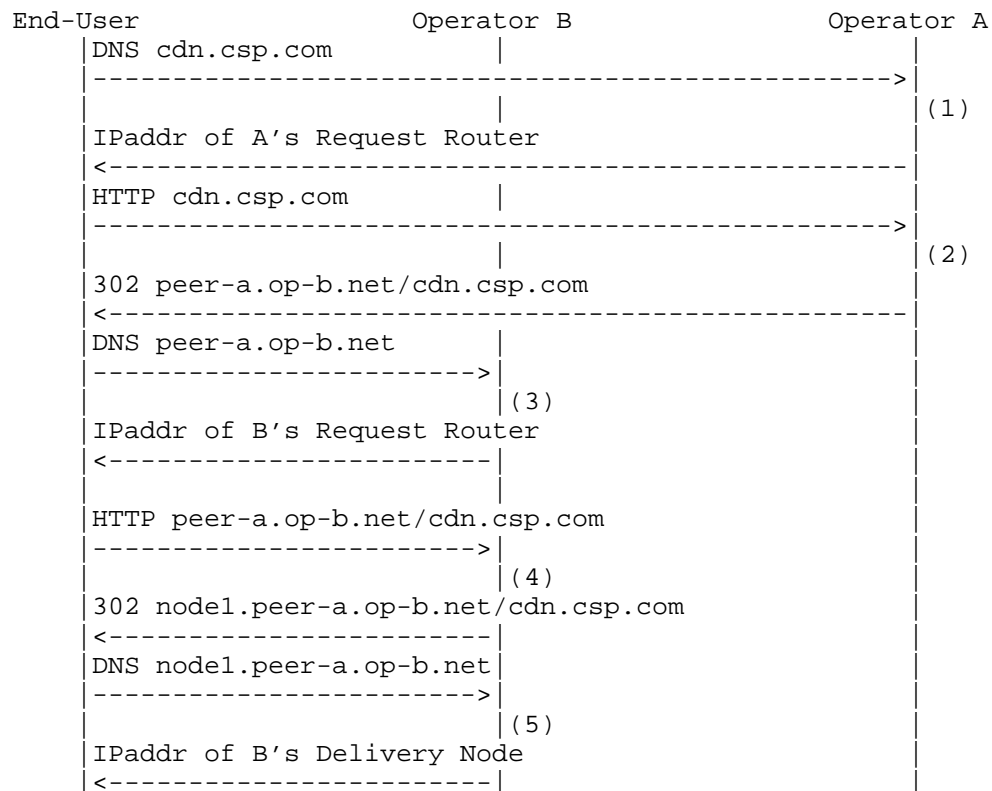 End-User Operator B Operator A
|DNS cdn.csp.com | |
|-------------------------------------------------->|
| | |(1)
|IPaddr of A's Request Router |
|<---------------------------------------------------|
|HTTP cdn.csp.com | |
|-------------------------------------------------->|
| | |(2)
|302 peer-a.op-b.net/cdn.csp.com |
|<---------------------------------------------------|
|DNS peer-a.op-b.net | |
|------------------------>| |
| |(3) |
|IPaddr of B's Request Router |
|<------------------------| |
| | |
|HTTP peer-a.op-b.net/cdn.csp.com |
|------------------------>| |
| |(4) |
|302 node1.peer-a.op-b.net/cdn.csp.com |
|<------------------------| |
|DNS node1.peer-a.op-b.net| |
|------------------------>| |
| |(5) |
|IPaddr of B's Delivery Node |
|<------------------------| |